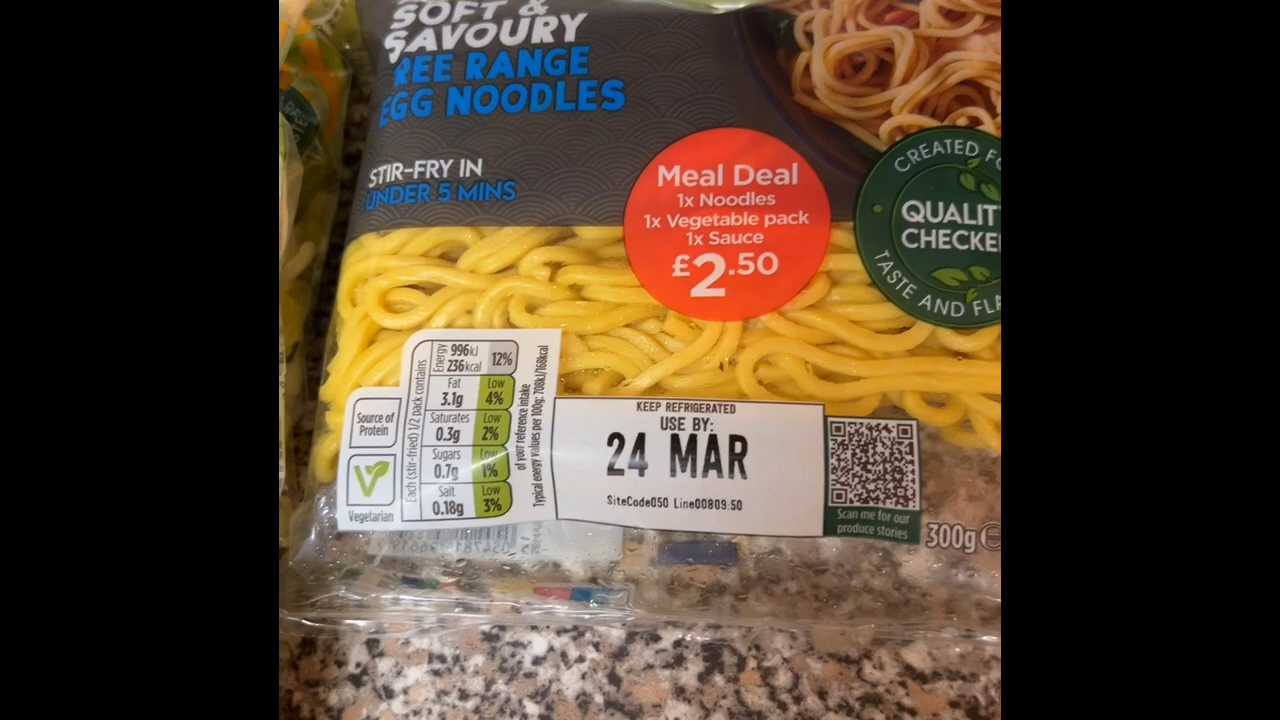 SOFT &
SAVOURY
FREE RANGE
EGG NOODLES
STIR-FRY IN
UNDER 5 MINS
Meal Deal
1x Noodles
1x Vegetable pack
1x Sauce
£2.50
CREATED
QUALIT
CHECKE
TASTE AND FLA
Each (stir-fried) 1/2 pack contains
Energy
996kJ
236kcal
12%
Fat
3.1g
Low
4%
Saturates
0.3g
Low
2%
Sugars
0.7g
Low
1%
Salt
0.18g
Low
3%
of your reference intake
Typical energy values per 100g: 708kJ/168kcal
Source of
Protein
Vegetarian
KEEP REFRIGERATED
USE BY:
24 MAR
SiteCode050 Line00809:50
Scan me for our
produce stories
300g e